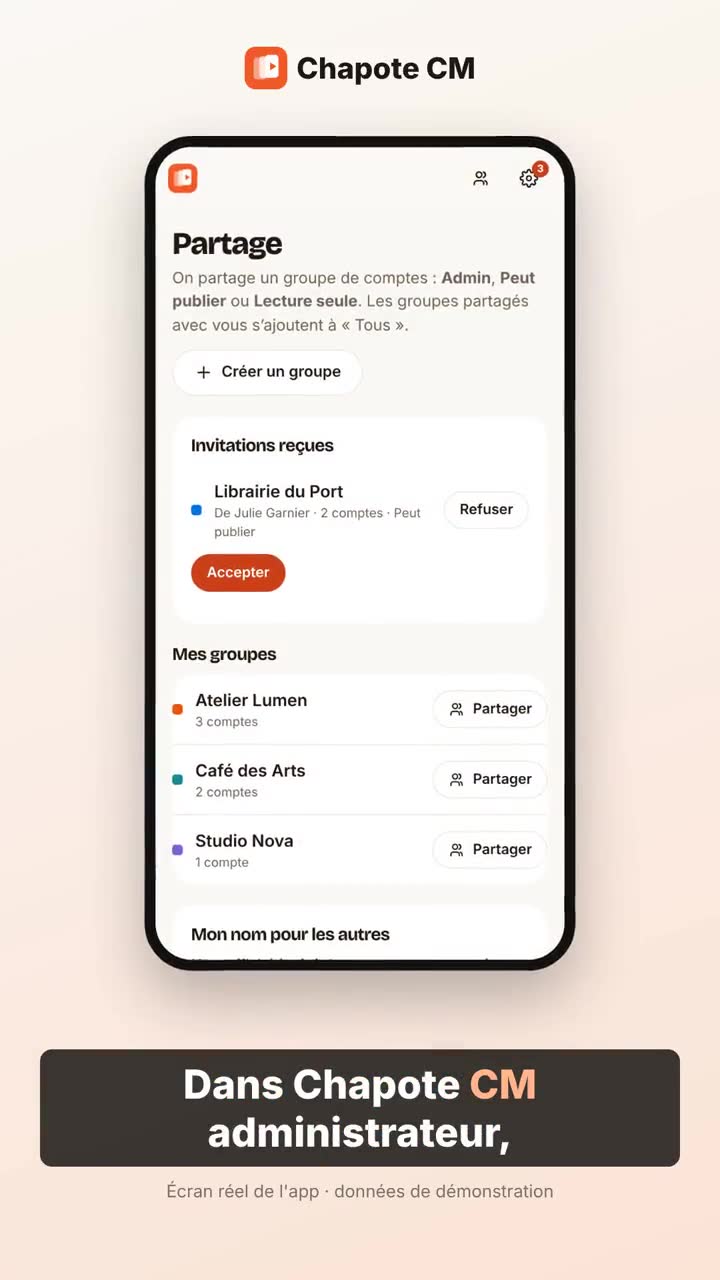 Chapote CM
3
Partage
On partage un groupe de comptes : Admin, Peut
publier ou Lecture seule. Les groupes partagés
avec vous s’ajoutent à « Tous ».
+ Créer un groupe
Invitations reçues
Librairie du Port
De Julie Garnier · 2 comptes · Peut
publier
Refuser
Accepter
Mes groupes
Atelier Lumen
3 comptes
Partager
Café des Arts
2 comptes
Partager
Studio Nova
1 compte
Partager
Mon nom pour les autres
Dans Chapote CM
administrateur,
Écran réel de l'app · données de démonstration